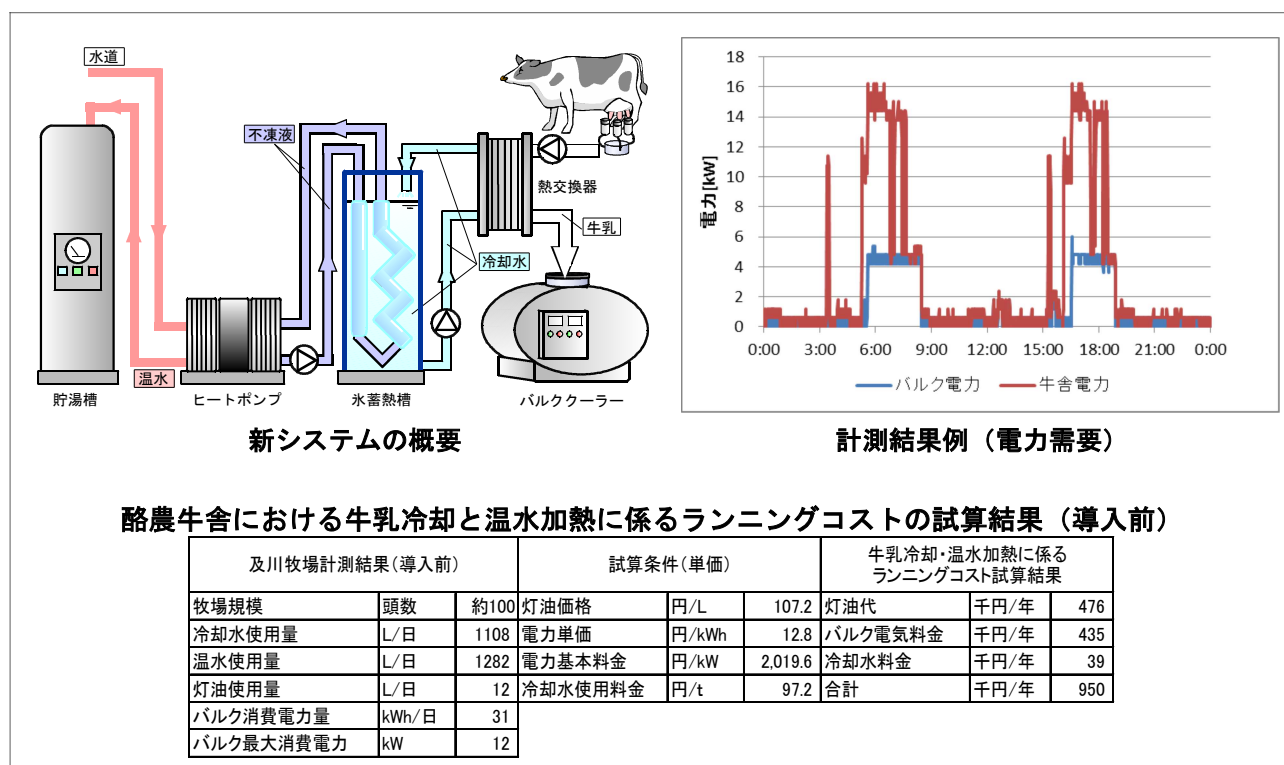 水道
不凍液
熱交換器
牛乳
冷却水
温水
貯湯槽
ヒートポンプ
氷蓄熱槽
バルククーラー
新システムの概要
電力[kW]
18
16
14
12
10
8
6
4
2
0
0:00 3:00 6:00 9:00 12:00 15:00 18:00 21:00 0:00
バルク電力 牛舎電力
計測結果例（電力需要）
酪農牛舎における牛乳冷却と温水加熱に係るランニングコストの試算結果（導入前）
及川牧場計測結果(導入前) 試算条件(単価) 牛乳冷却・温水加熱に係る
ランニングコスト試算結果
牧場規模 頭数 約100 灯油価格 円/L 107.2 灯油代 千円/年 476
冷却水使用量 L/日 1108 電力単価 円/kWh 12.8 バルク電気料金 千円/年 435
温水使用量 L/日 1282 電力基本料金 円/kW 2,019.6 冷却水料金 千円/年 39
灯油使用量 L/日 12 冷却水使用料金 円/t 97.2 合計 千円/年 950
バルク消費電力量 kWh/日 31
バルク最大消費電力 kW 12